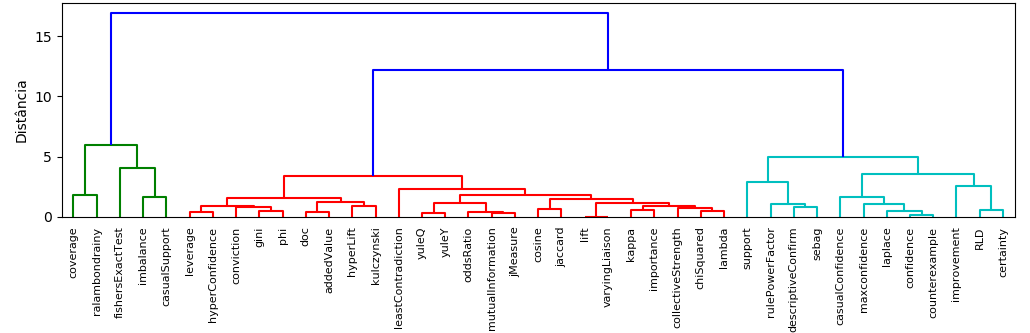 Distância
15
10
5
0
coverage
ralambondrainy
fishersExactTest
imbalance
casualSupport
leverage
hyperConfidence
conviction
gini
phi
doc
addedValue
hyperLift
kulczynski
leastContradiction
yuleQ
yuleY
oddsRatio
mutualInformation
jMeasure
cosine
jaccard
lift
varyingLiaison
kappa
importance
collectiveStrength
chiSquared
lambda
support
rulePowerFactor
descriptiveConfirm
sebag
casualConfidence
maxconfidence
laplace
confidence
counterexample
improvement
RLD
certainty